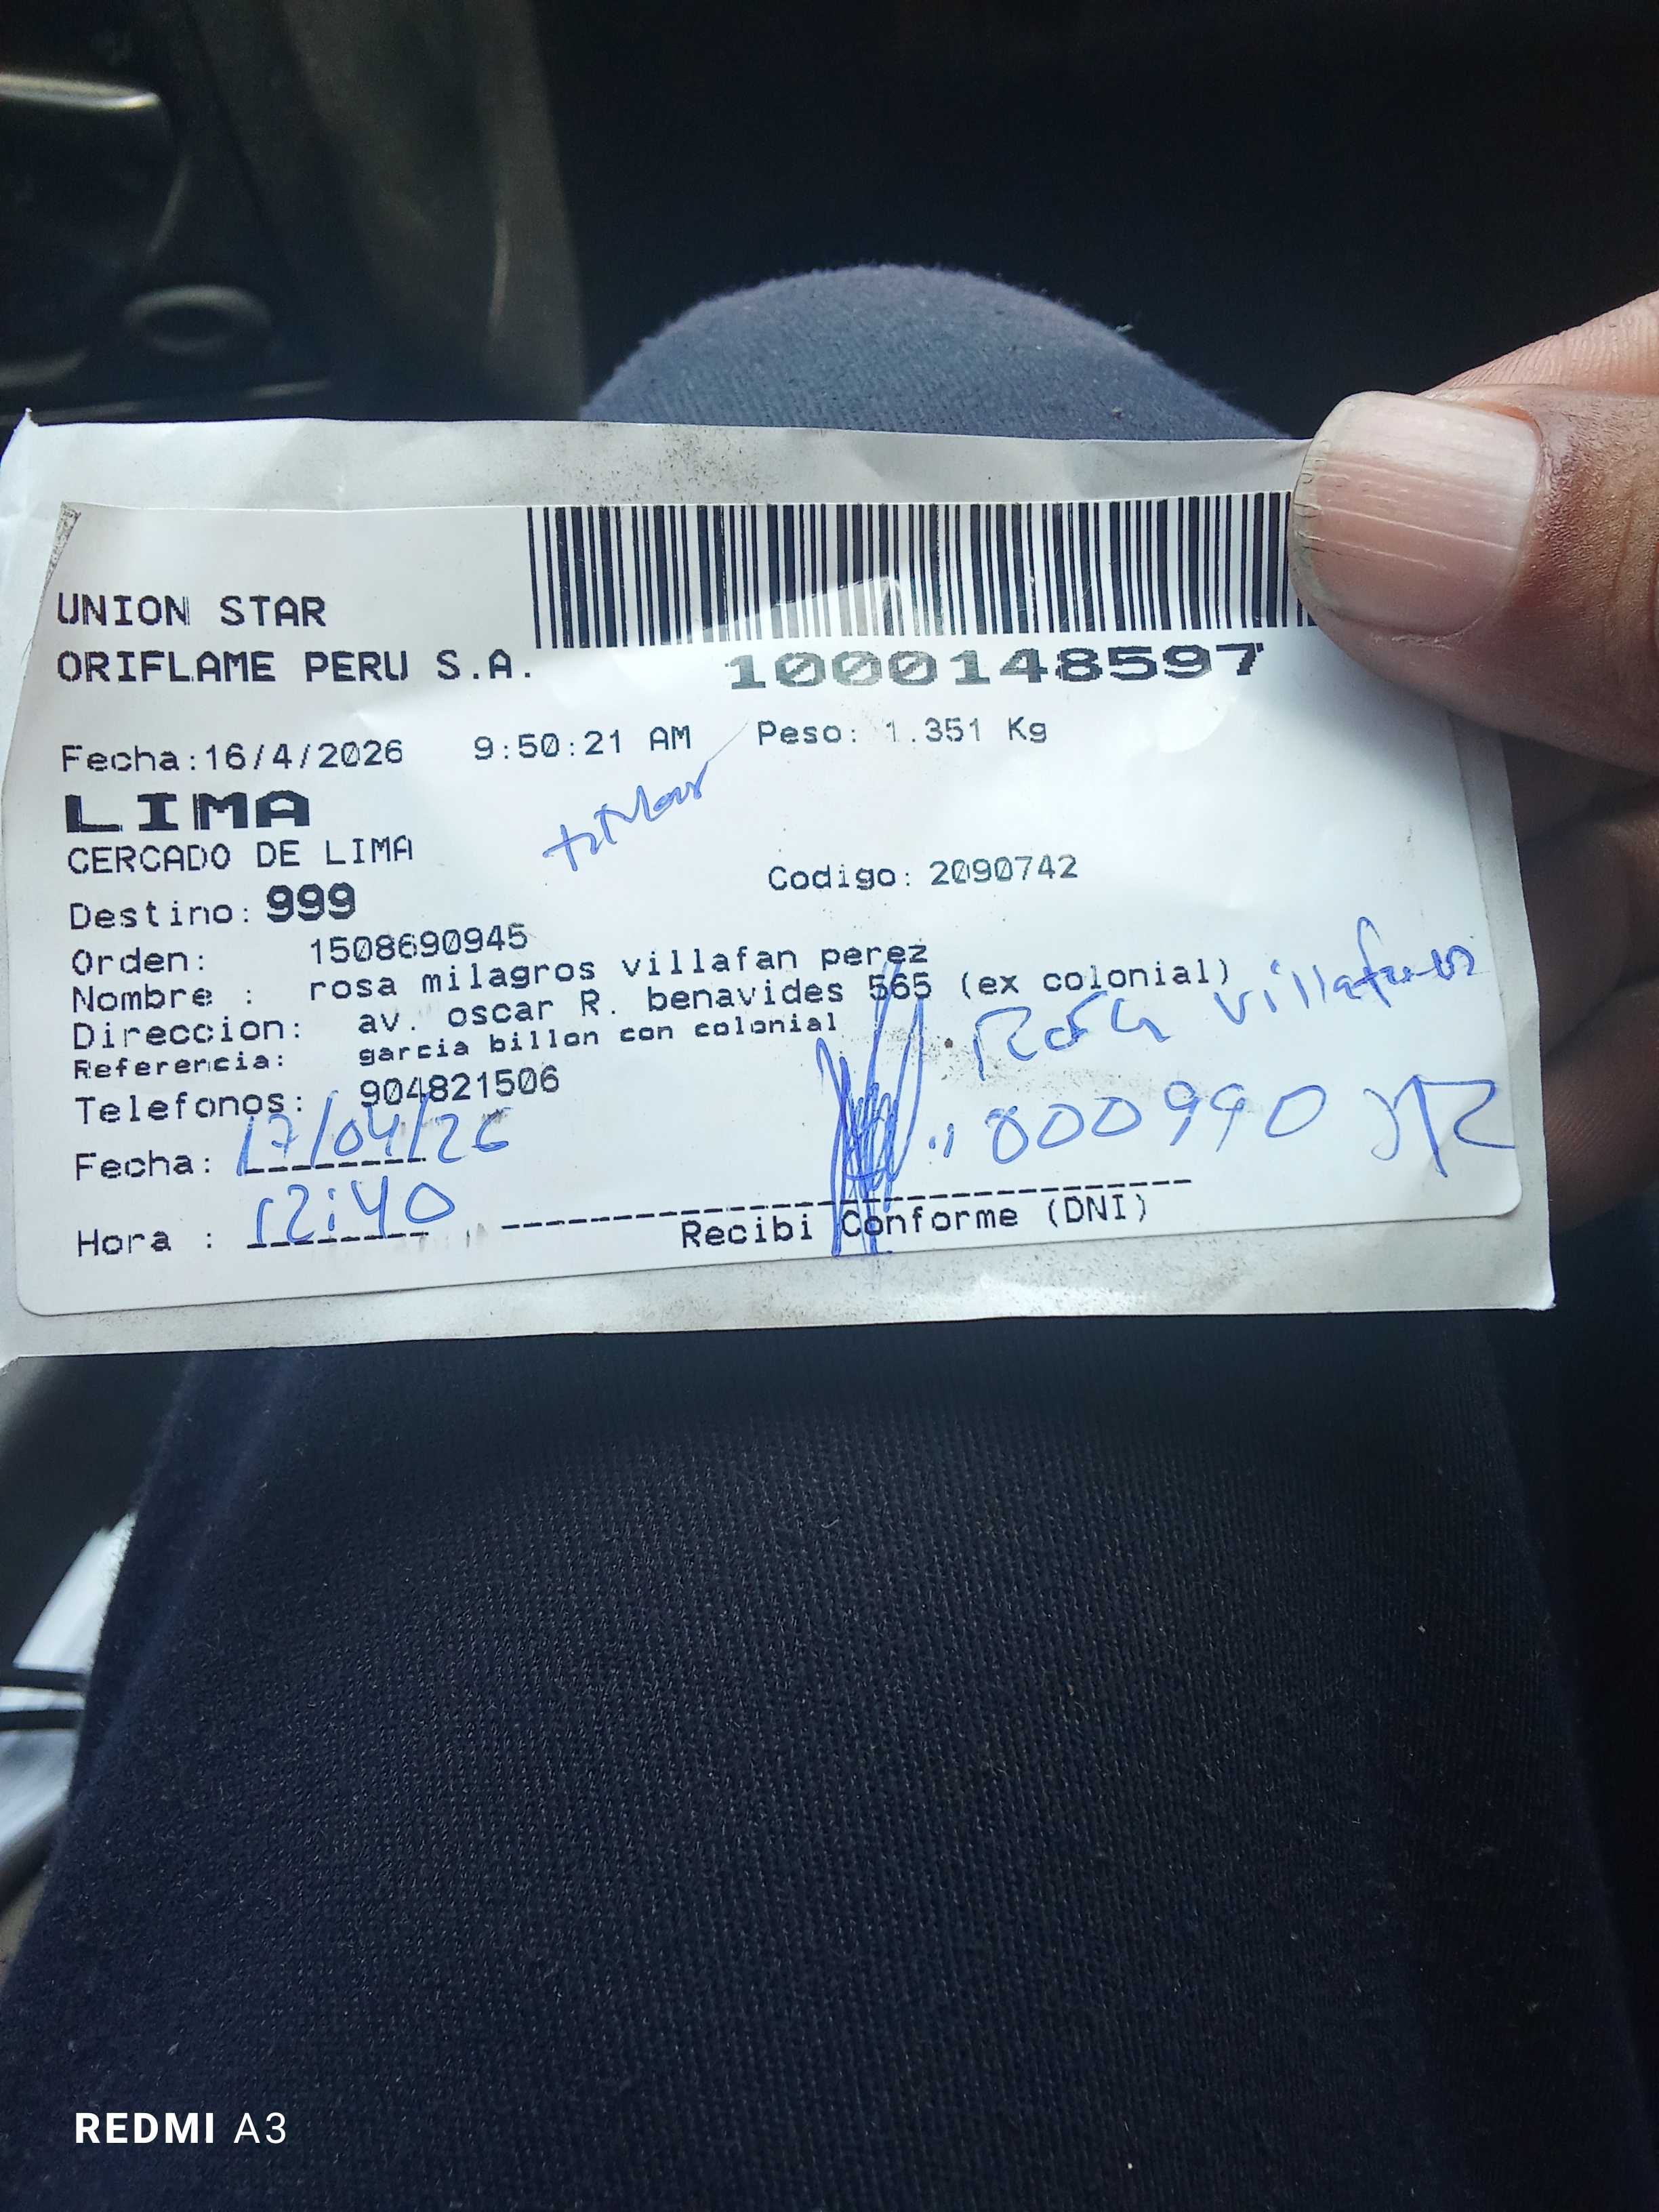 UNION STAR
ORIFLAME PERU S.A.
1000148597
Fecha:16/4/2026 9:50:21 AM Peso: 1.351 Kg
LIMA
titular
CERCADO DE LIMA
Codigo: 2090742
Destino: 999
Orden: 1508690945
Nombre : rosa milagros villafan perez
Direccion: av. oscar R. benavides 565 (ex colonial)
Referencia: garcia billon con colonial
Rosa villafan
Telefonos: 904821506
Fecha: 17/04/26
Hora : 12:40
Recibi Conforme (DNI)
REDMI A3